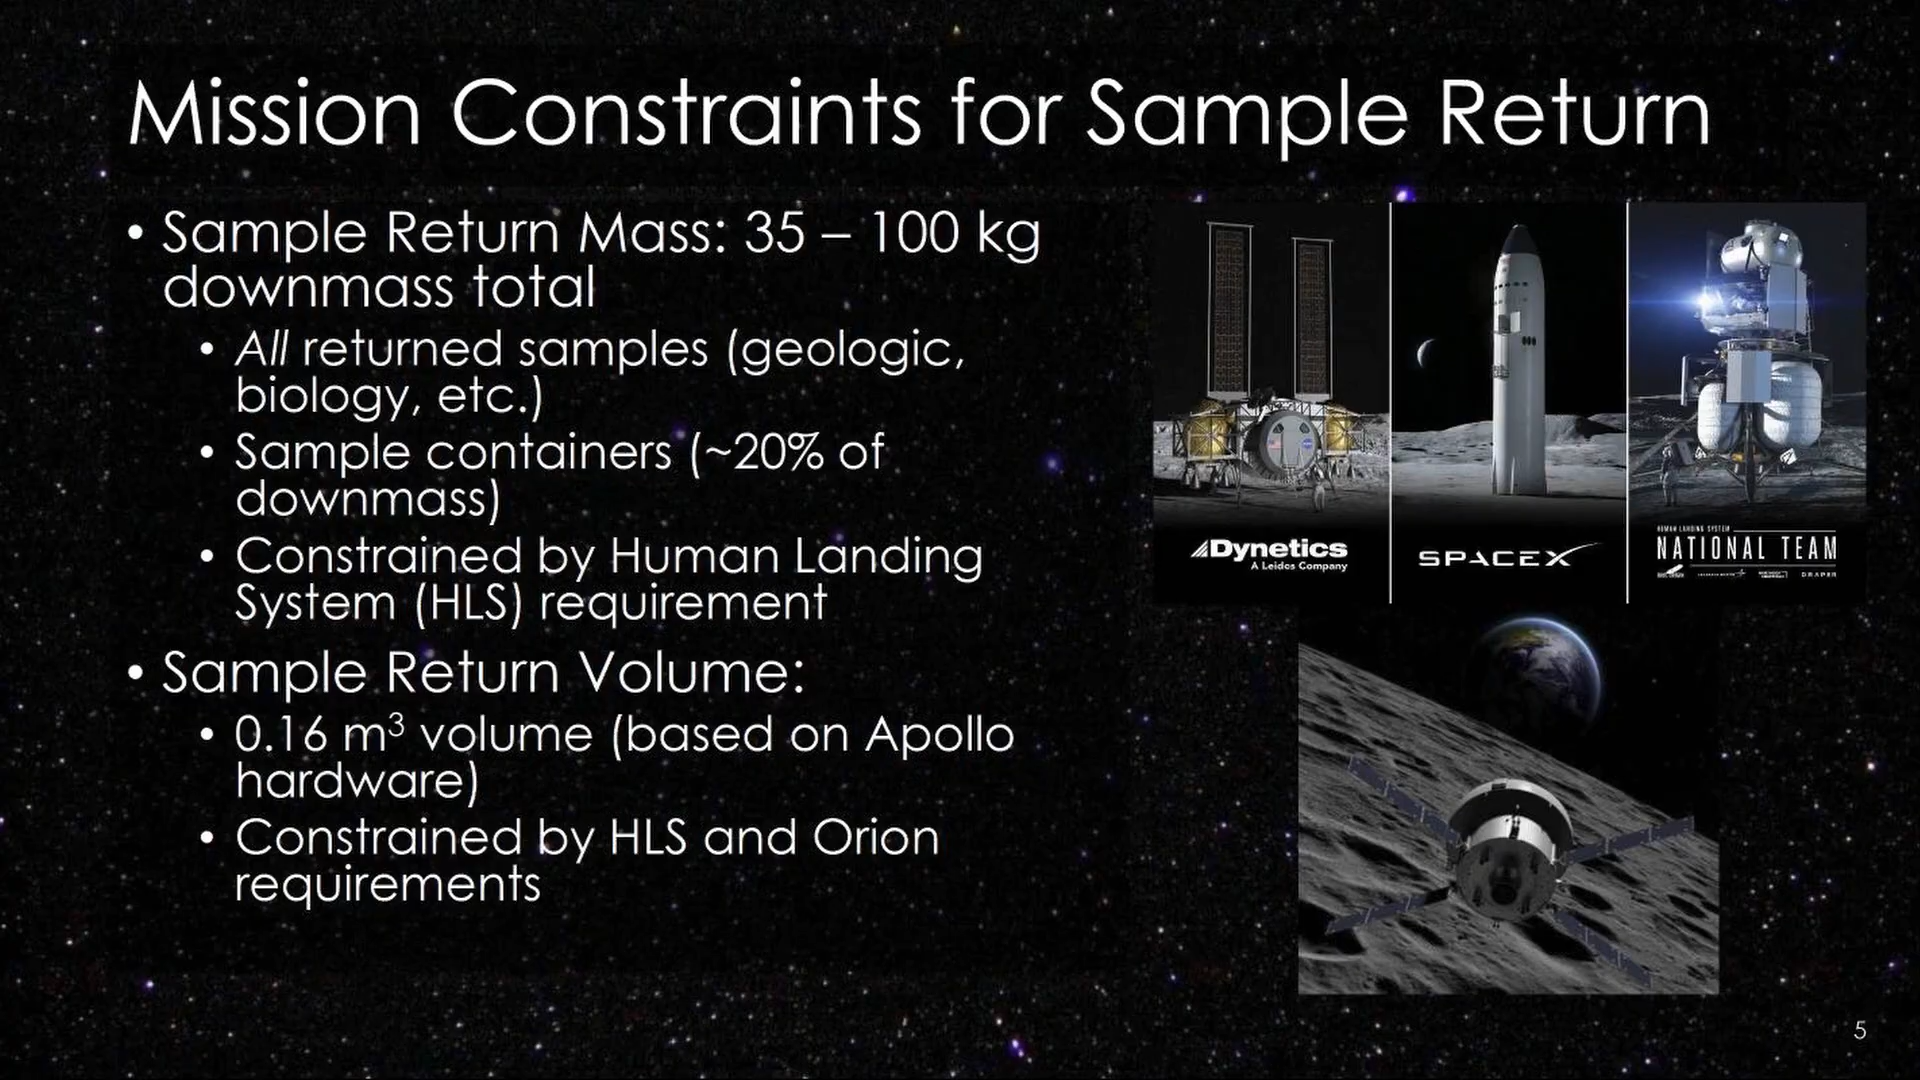 Mission Constraints for Sample Return
• Sample Return Mass: 35 – 100 kg
downmass total
• All returned samples (geologic,
biology, etc.)
• Sample containers (~20% of
downmass)
• Constrained by Human Landing
System (HLS) requirement
• Sample Return Volume:
• 0.16 m³ volume (based on Apollo
hardware)
• Constrained by HLS and Orion
requirements
Dynetics
A Leidos Company
SPACEX
HUMAN LANDING SYSTEM
NATIONAL TEAM
DRAPER
5